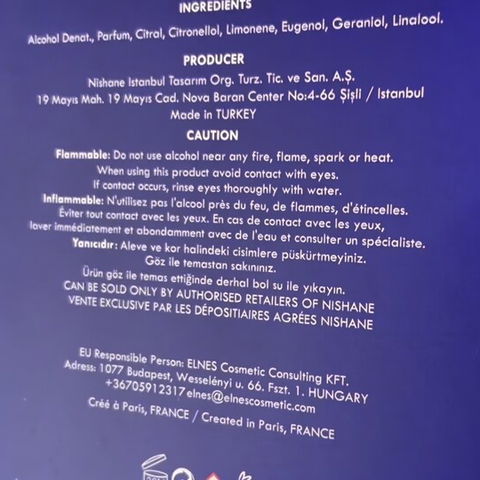 INGREDIENTS
Alcohol Denat., Parfum, Citral, Citronellol, Limonene, Eugenol, Geraniol, Linalool.
PRODUCER
Nishane Istanbul Tasarım Org. Turz. Tic. ve San. A.Ş.
19 Mayıs Mah. 19 Mayıs Cad. Nova Baran Center No:4-66 Şişli / Istanbul
Made in TURKEY
CAUTION
Flammable: Do not use alcohol near any fire, flame, spark or heat.
When using this product avoid contact with eyes.
If contact occurs, rinse eyes thoroughly with water.
Inflammable: N'utilisez pas l'alcool près du feu, de flammes, d'étincelles.
Éviter tout contact avec les yeux. En cas de contact avec les yeux,
laver immédiatement et abondamment avec de l'eau et consulter un spécialiste.
Yanıcıdır: Aleve ve kor halindeki cisimlere püskürtmeyiniz.
Göz ile temastan sakınınız.
Ürün göz ile temas ettiğinde derhal bol su ile yıkayın.
CAN BE SOLD ONLY BY AUTHORISED RETAILERS OF NISHANE
VENTE EXCLUSIVE PAR LES DÉPOSITIAIRES AGRÉES NISHANE
EU Responsible Person: ELNES Cosmetic Consulting KFT.
Adress: 1077 Budapest, Wesselényi u. 66. Fszt. 1. HUNGARY
+36705912317 elnes@elnescosmetic.com
Créé à Paris, FRANCE / Created in Paris, FRANCE